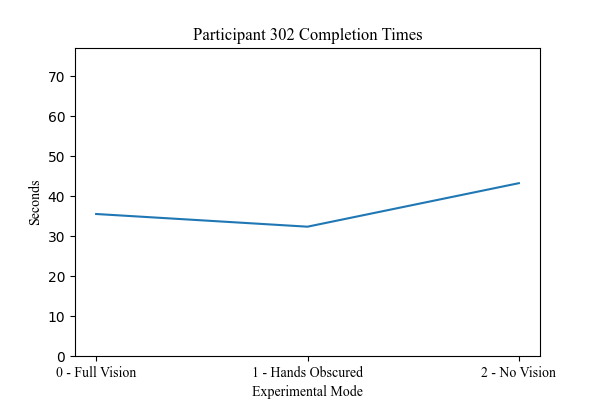 Participant 302 Completion Times
70
60
50
40
30
20
10
0
Seconds
0 - Full Vision
1 - Hands Obscured
2 - No Vision
Experimental Mode